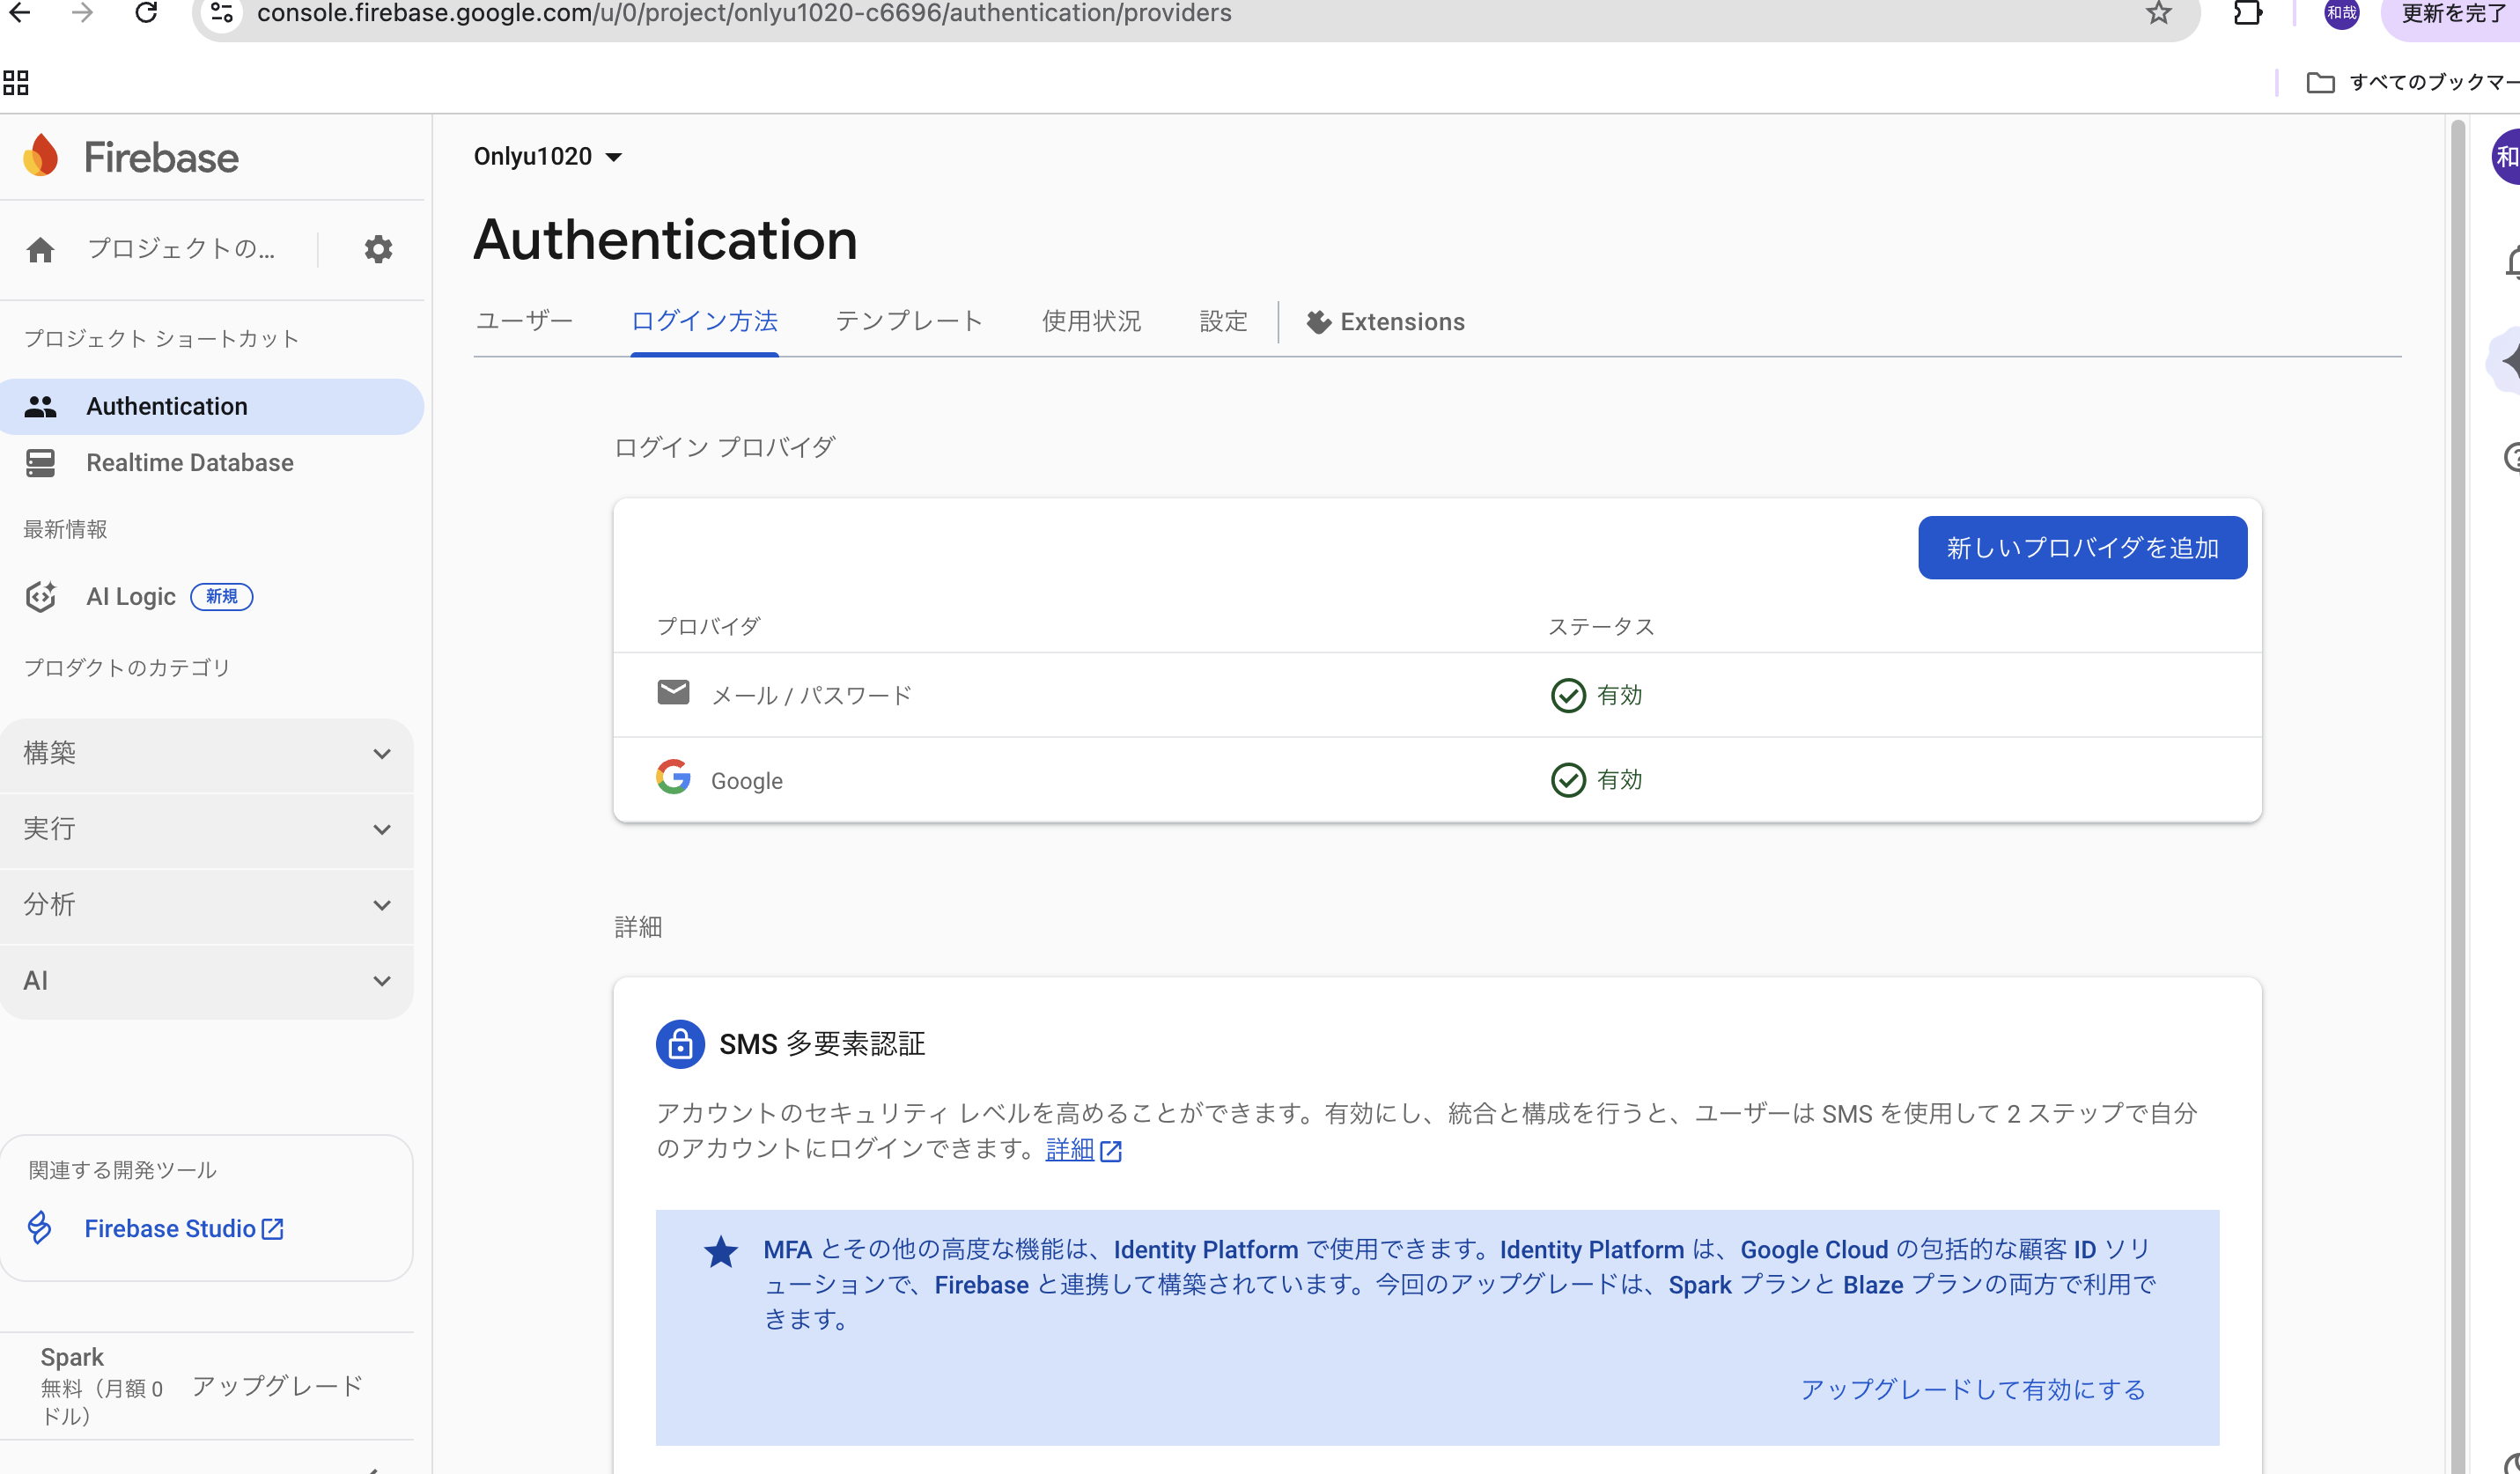 console.firebase.google.com/u/0/project/onlyu1020-c6696/authentication/providers
和哉
更新を完了
すべてのブックマー
Firebase
プロジェクトの...
プロジェクト ショートカット
Authentication
Realtime Database
最新情報
AI Logic 新規
プロダクトのカテゴリ
構築
実行
分析
AI
関連する開発ツール
Firebase Studio
Spark
無料（月額 0
ドル）
アップグレード
Onlyu1020
Authentication
ユーザー ログイン方法 テンプレート 使用状況 設定 Extensions
ログイン プロバイダ
新しいプロバイダを追加
プロバイダ ステータス
メール / パスワード 有効
Google 有効
詳細
SMS 多要素認証
アカウントのセキュリティ レベルを高めることができます。有効にし、統合と構成を行うと、ユーザーは SMS を使用して 2 ステップで自分
のアカウントにログインできます。詳細
MFA とその他の高度な機能は、Identity Platform で使用できます。Identity Platform は、Google Cloud の包括的な顧客 ID ソリ
ューションで、Firebase と連携して構築されています。今回のアップグレードは、Spark プランと Blaze プランの両方で利用で
きます。
アップグレードして有効にする
和